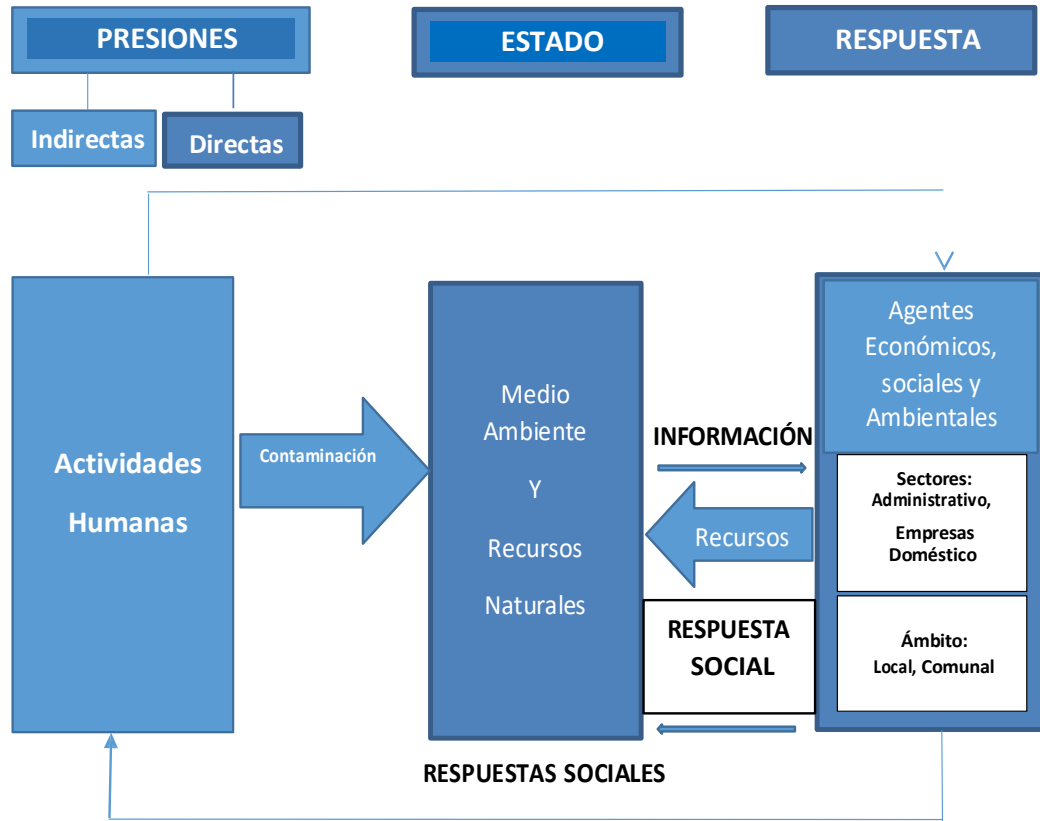 PRESIONES
ESTADO
RESPUESTA
Indirectas
Directas
Actividades
Humanas
Contaminación
Medio
Ambiente
Y
Recursos
Naturales
INFORMACIÓN
Recursos
RESPUESTA
SOCIAL
RESPUESTAS SOCIALES
Agentes
Económicos,
sociales y
Ambientales
Sectores:
Administrativo,
Empresas
Doméstico
Ámbito:
Local, Comunal